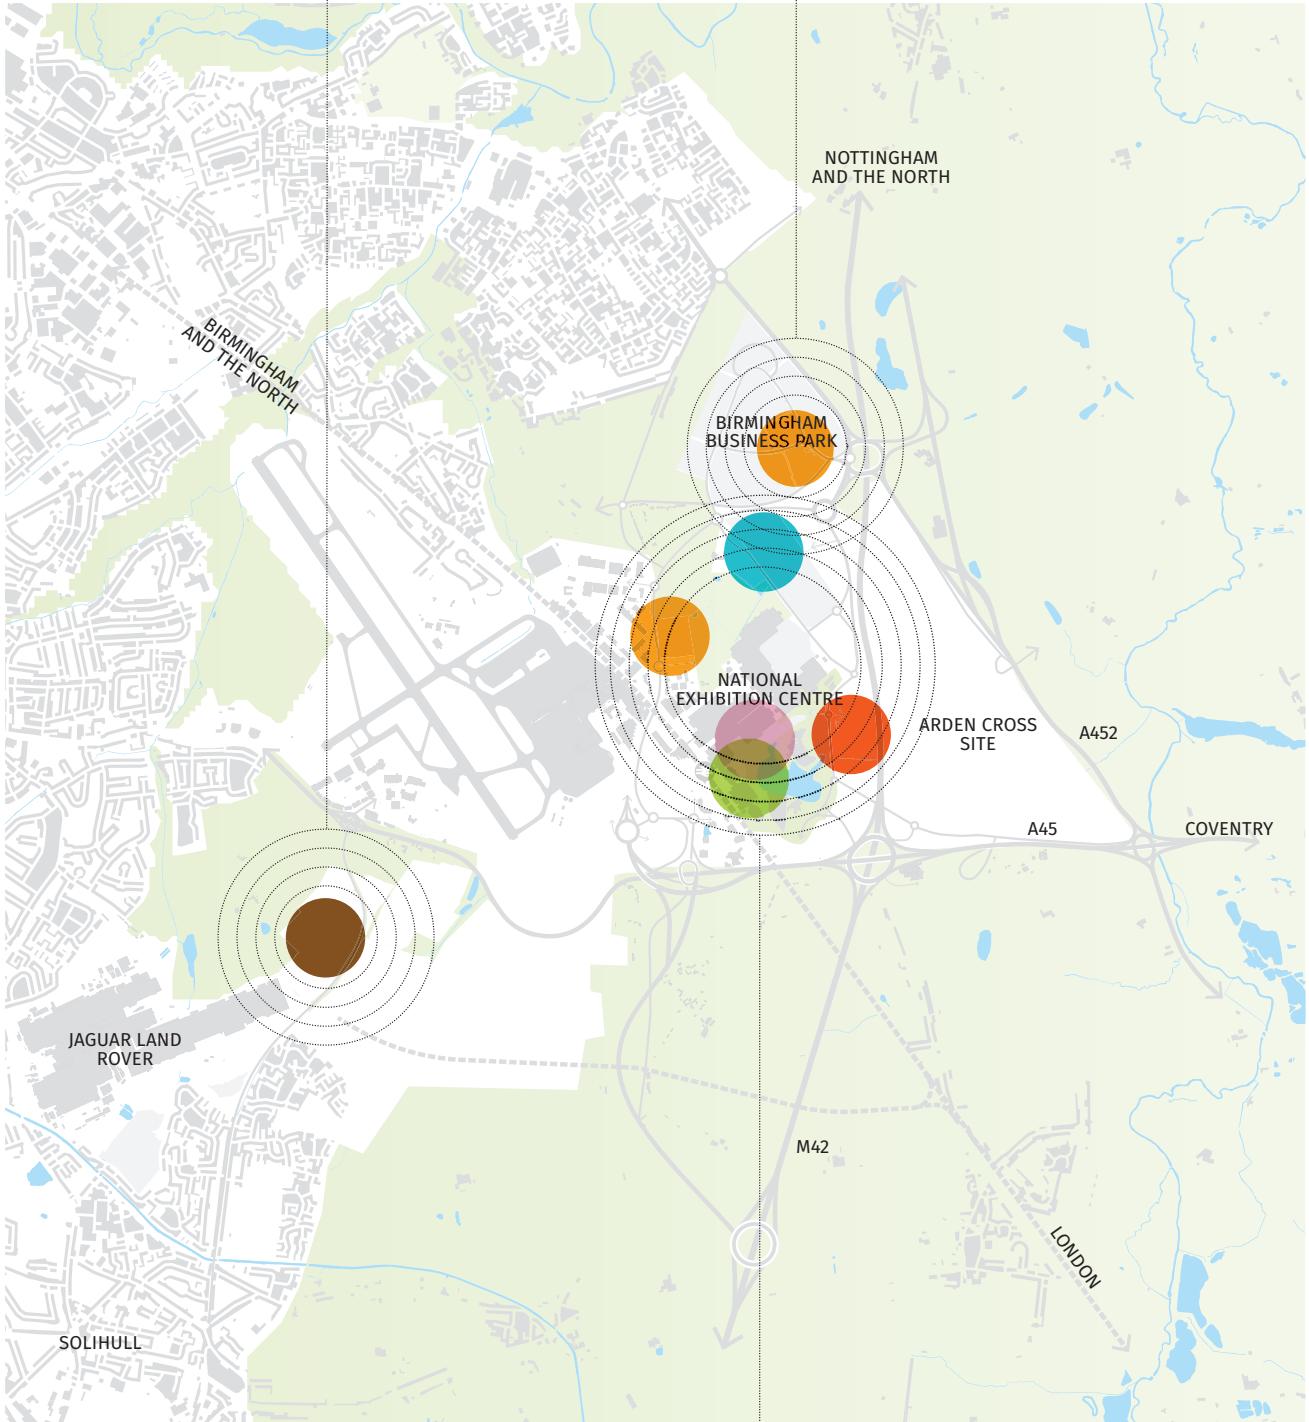 NOTTINGHAM
AND THE NORTH
BIRMINGHAM
AND THE NORTH
BIRMINGHAM
BUSINESS PARK
NATIONAL
EXHIBITION CENTRE
ARDEN CROSS
SITE
A452
A45
COVENTRY
JAGUAR LAND
ROVER
M42
LONDON
SOLIHULL